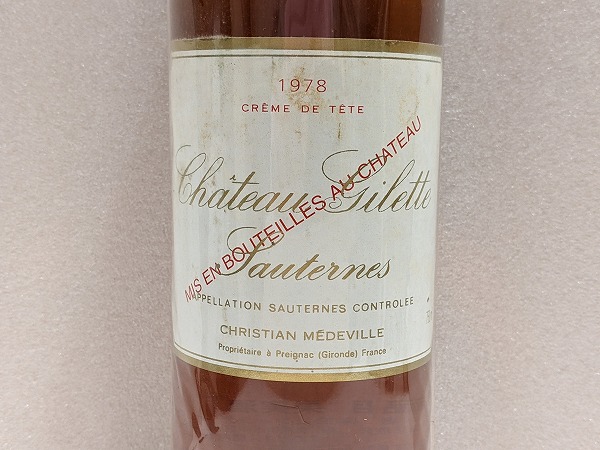 1978
CRÊME DE TÊTE
Château Gilette
MIS EN BOUTEILLES AU CHATEAU
Sauternes
APPELLATION SAUTERNES CONTROLEE
CHRISTIAN MÉDEVILLE
Propriétaire à Preignac (Gironde) France